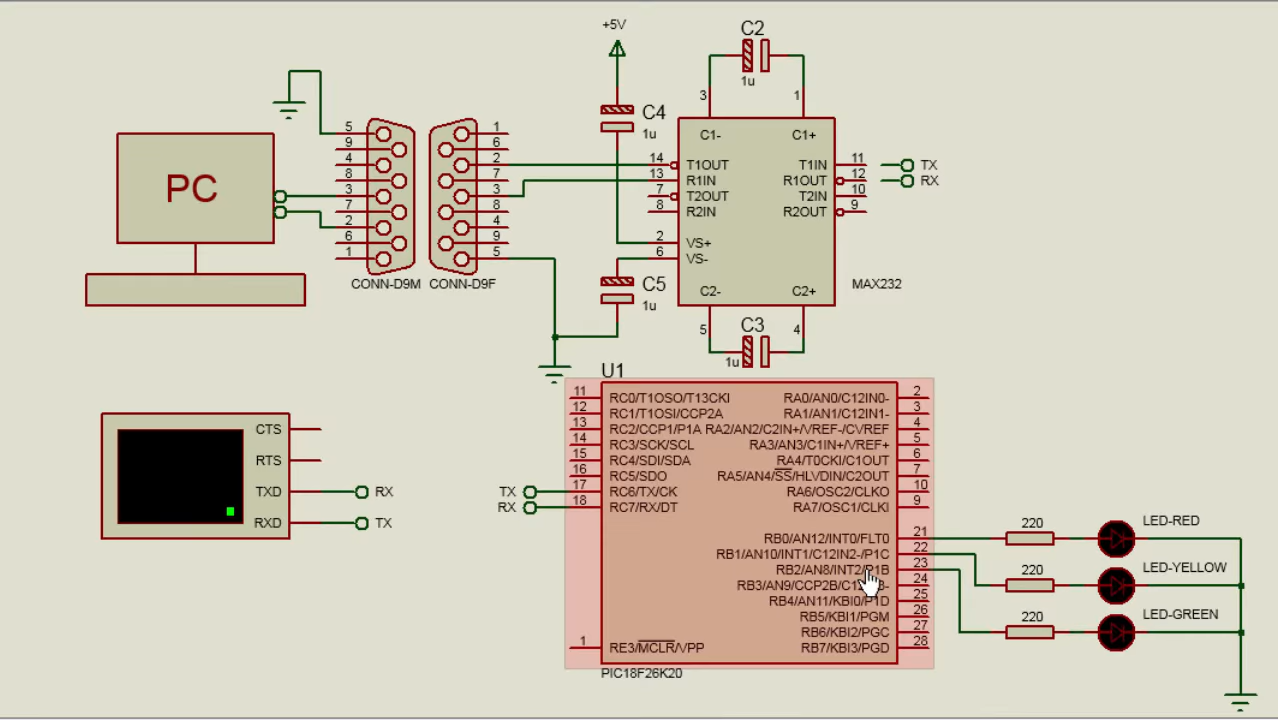 +5V
C2
1u
3
1
C4
1u
C1-
C1+
PC
5
9
4
8
3
7
2
6
1
CONN-D9M
1
6
2
7
3
8
4
9
5
CONN-D9F
14
13
7
8
2
6
T1OUT
R1IN
T2OUT
R2IN
VS+
VS-
T1IN
R1OUT
T2IN
R2OUT
11
12
10
9
TX
RX
C2-
C2+
MAX232
C5
1u
5
4
C3
1u
U1
CTS
RTS
TXD
RXD
RX
TX
TX
RX
11
12
13
14
15
16
17
18
1
RC0/T1OSO/T13CKI
RC1/T1OSI/CCP2A
RC2/CCP1/P1A
RC3/SCK/SCL
RC4/SDI/SDA
RC5/SDO
RC6/TX/CK
RC7/RX/DT
RE3/MCLR/VPP
RA0/AN0/C12IN0-
RA1/AN1/C12IN1-
RA2/AN2/C2IN+/VREF-/CVREF
RA3/AN3/C1IN+/VREF+
RA4/T0CKI/C1OUT
RA5/AN4/SS/HLVDIN/C2OUT
RA6/OSC2/CLKO
RA7/OSC1/CLKI
RB0/AN12/INT0/FLT0
RB1/AN10/INT1/C12IN2-/P1C
RB2/AN8/INT2/P1B
RB3/AN9/CCP2B/
RB4/AN11/KBI0/P1D
RB5/KBI1/PGM
RB6/KBI2/PGC
RB7/KBI3/PGD
2
3
4
5
6
7
10
9
21
22
23
24
25
26
27
28
PIC18F26K20
220
LED-RED
220
LED-YELLOW
220
LED-GREEN